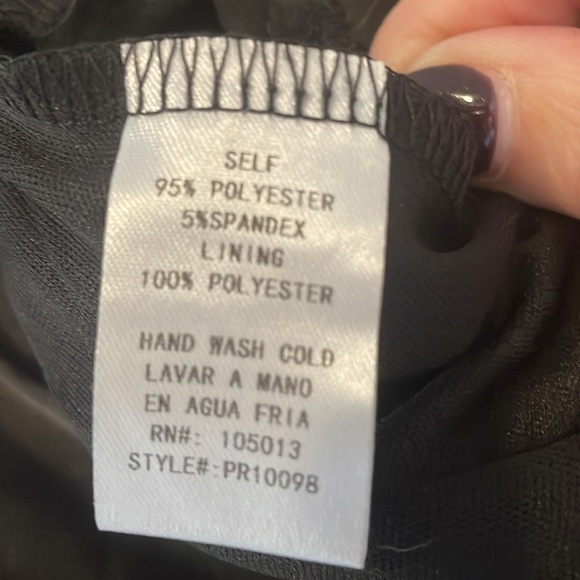 SELF
95% POLYESTER
5%SPANDEX
LINING
100% POLYESTER
HAND WASH COLD
LAVAR A MANO
EN AGUA FRIA
RN#: 105013
STYLE#:PR10098